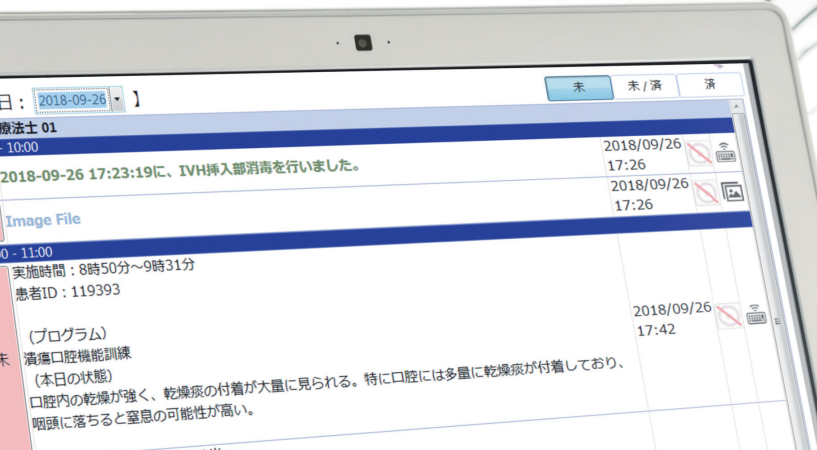 日： 2018-09-26 】
未 未/済 済
療法士 01
- 10:00
2018-09-26 17:23:19に、IVH挿入部消毒を行いました。
2018/09/26
17:26
Image File
2018/09/26
17:26
00 - 11:00
実施時間：8時50分～9時31分
患者ID：119393
（プログラム）
未
潰瘍口腔機能訓練
（本日の状態）
口腔内の乾燥が強く、乾燥痰の付着が大量に見られる。特に口腔には多量に乾燥痰が付着しており、
咽頭に落ちると窒息の可能性が高い。
2018/09/26
17:42